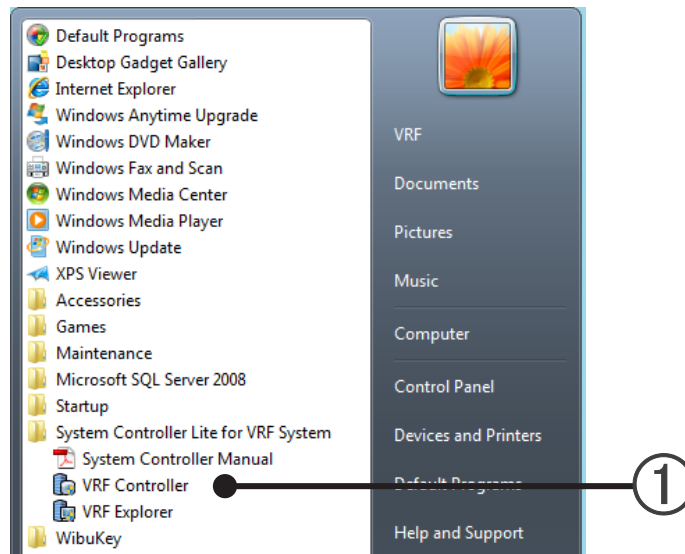 Default Programs
Desktop Gadget Gallery
Internet Explorer
Windows Anytime Upgrade
Windows DVD Maker
Windows Fax and Scan
Windows Media Center
Windows Media Player
Windows Update
XPS Viewer
Accessories
Games
Maintenance
Microsoft SQL Server 2008
Startup
System Controller Lite for VRF System
System Controller Manual
VRF Controller
VRF Explorer
WibuKey
VRF
Documents
Pictures
Music
Computer
Control Panel
Devices and Printers
Default Programs
Help and Support
1